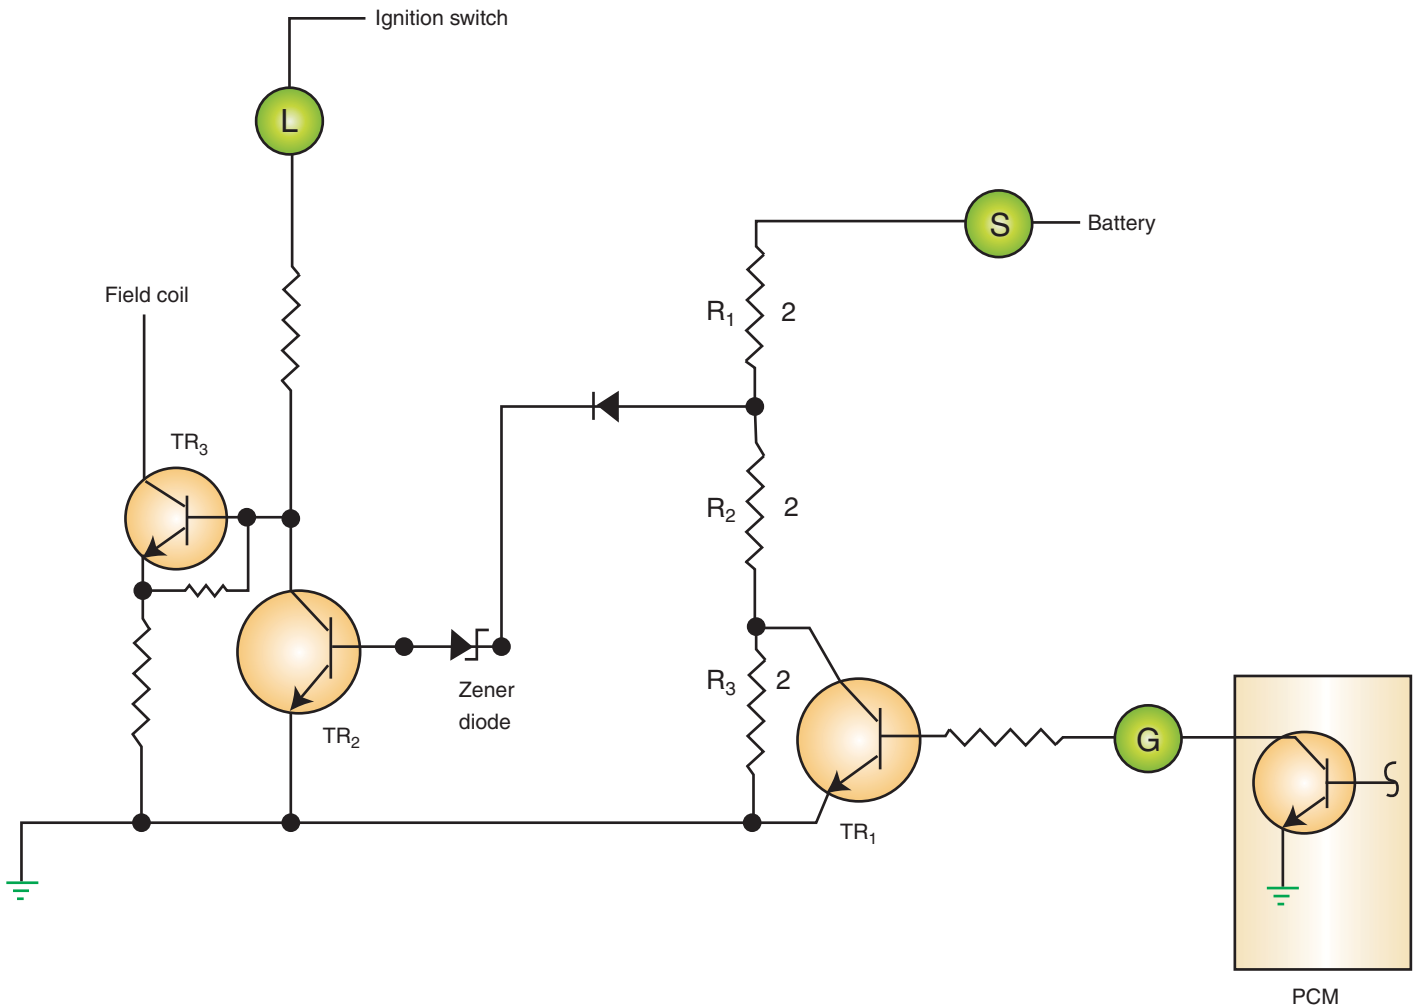 Ignition switch
L
S
Battery
Field coil
R1
2
TR3
R2
2
R3
2
Zener
diode
TR2
G
TR1
PCM